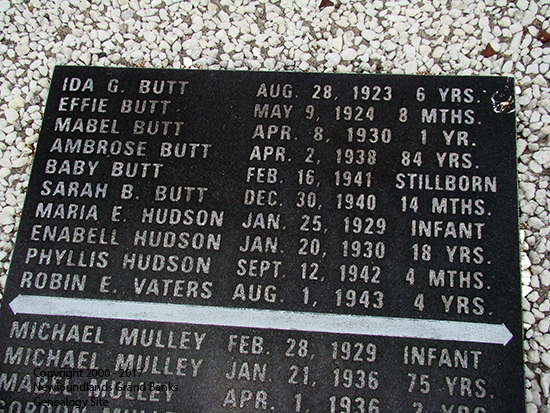 IDA G. BUTT AUG. 28, 1923 6 YRS.
EFFIE BUTT MAY 9, 1924 8 MTHS.
MABEL BUTT APR. 8, 1930 1 YR.
AMBROSE BUTT APR. 2, 1938 84 YRS.
BABY BUTT FEB. 16, 1941 STILLBORN
SARAH B. BUTT DEC. 30, 1940 14 MTHS.
MARIA E. HUDSON JAN. 25, 1929 INFANT
ENABELL HUDSON JAN. 20, 1930 18 YRS.
PHYLLIS HUDSON SEPT. 12, 1942 4 MTHS.
ROBIN E. VATERS AUG. 1, 1943 4 YRS.
MICHAEL MULLEY FEB. 28, 1929 INFANT
MICHAEL MULLEY JAN. 21, 1936 75 YRS.
MULLEY APR. 1, 1936 YRS.
MULLEY
Copyright 2000 - 2017
Newfoundlands Grand Banks
Genealogy Site